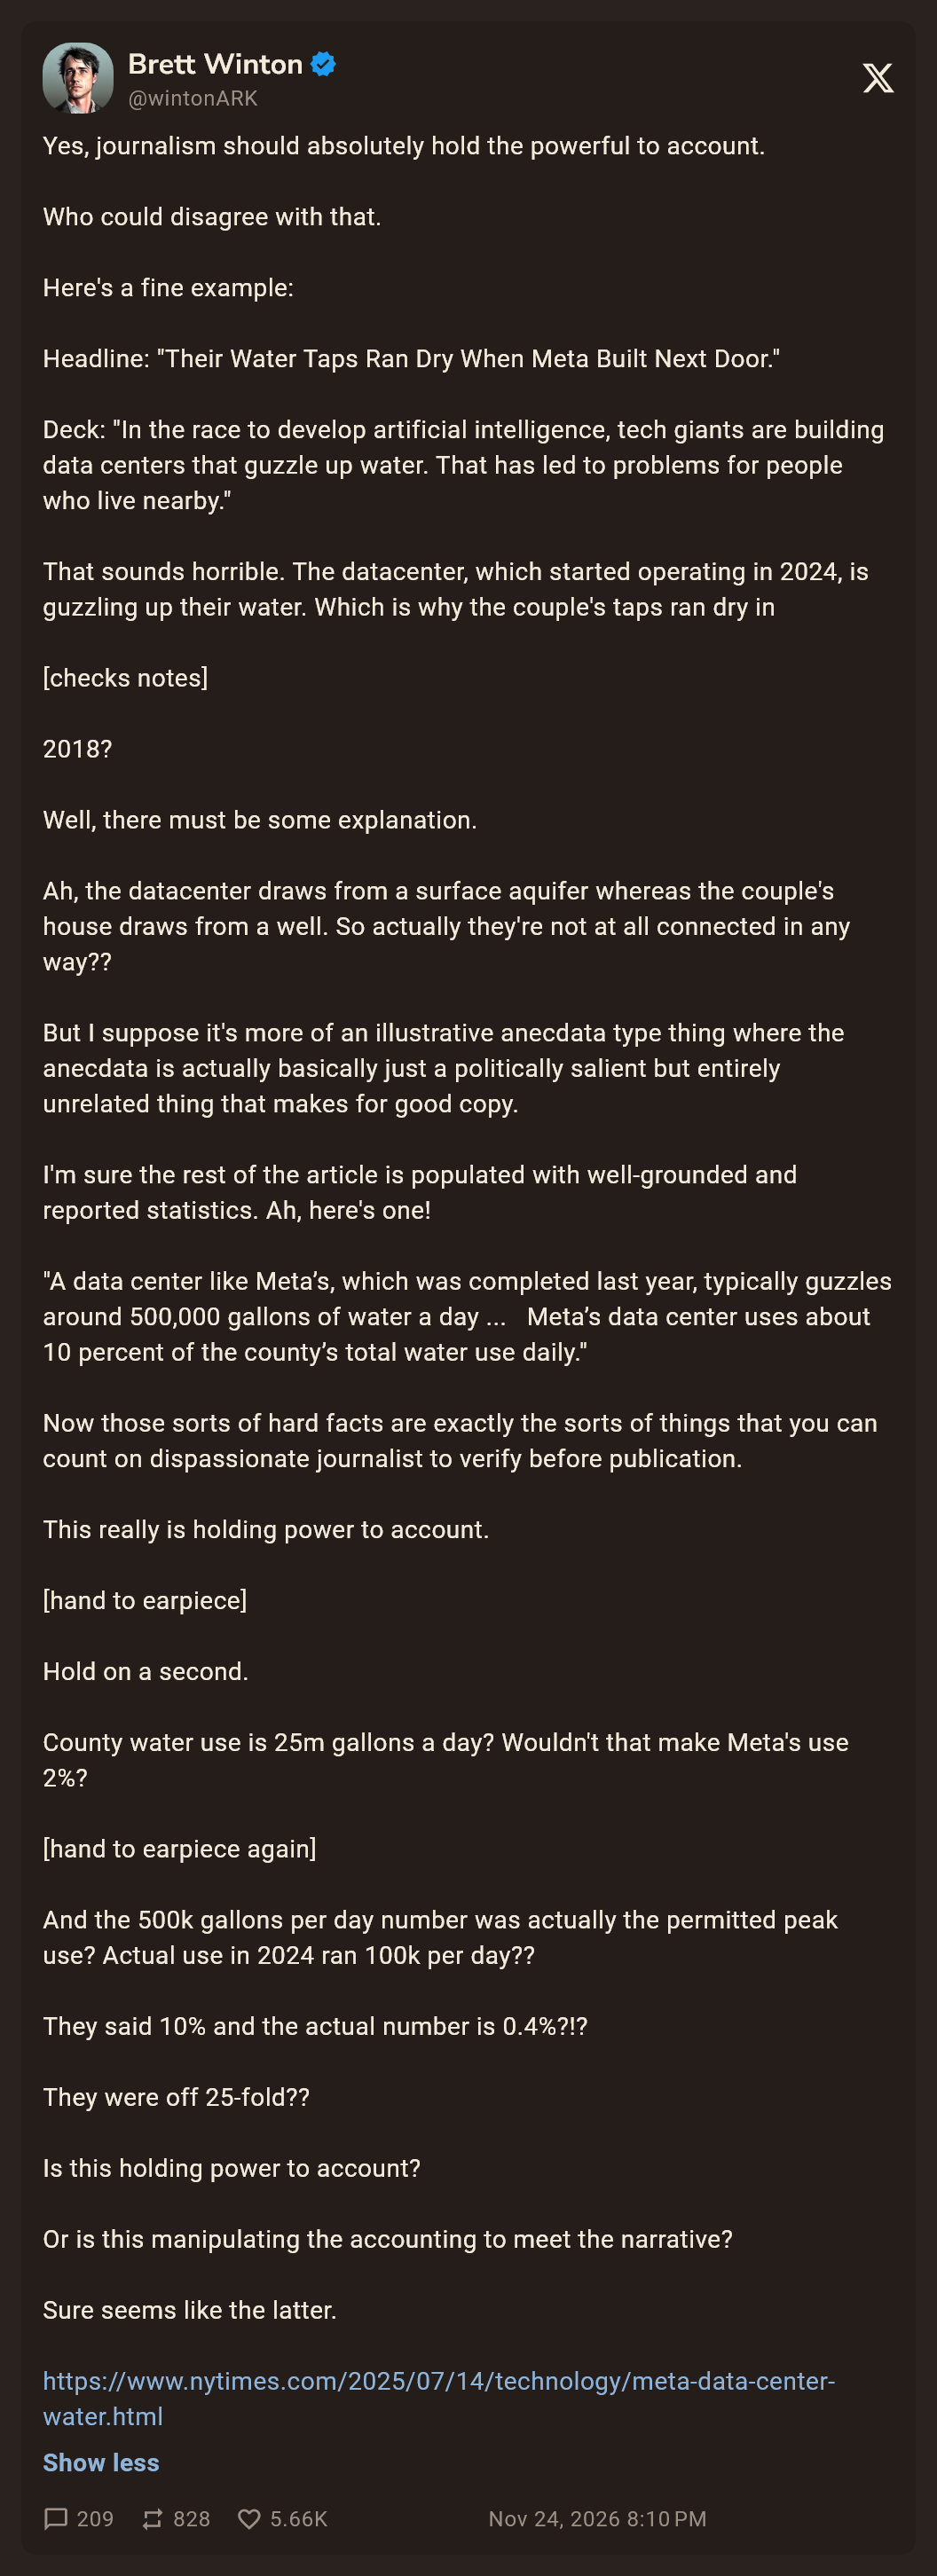 Brett Winton
@wintonARK
Yes, journalism should absolutely hold the powerful to account.
Who could disagree with that.
Here's a fine example:
Headline: "Their Water Taps Ran Dry When Meta Built Next Door."
Deck: "In the race to develop artificial intelligence, tech giants are building
data centers that guzzle up water. That has led to problems for people
who live nearby."
That sounds horrible. The datacenter, which started operating in 2024, is
guzzling up their water. Which is why the couple's taps ran dry in
[checks notes]
2018?
Well, there must be some explanation.
Ah, the datacenter draws from a surface aquifer whereas the couple's
house draws from a well. So actually they're not at all connected in any
way??
But I suppose it's more of an illustrative anecdata type thing where the
anecdata is actually basically just a politically salient but entirely
unrelated thing that makes for good copy.
I'm sure the rest of the article is populated with well-grounded and
reported statistics. Ah, here's one!
"A data center like Meta’s, which was completed last year, typically guzzles
around 500,000 gallons of water a day ... Meta’s data center uses about
10 percent of the county’s total water use daily."
Now those sorts of hard facts are exactly the sorts of things that you can
count on dispassionate journalist to verify before publication.
This really is holding power to account.
[hand to earpiece]
Hold on a second.
County water use is 25m gallons a day? Wouldn't that make Meta's use
2%?
[hand to earpiece again]
And the 500k gallons per day number was actually the permitted peak
use? Actual use in 2024 ran 100k per day??
They said 10% and the actual number is 0.4%?!?
They were off 25-fold??
Is this holding power to account?
Or is this manipulating the accounting to meet the narrative?
Sure seems like the latter.
https://www.nytimes.com/2025/07/14/technology/meta-data-center-
water.html
Show less
209 828 5.66K Nov 24, 2026 8:10 PM